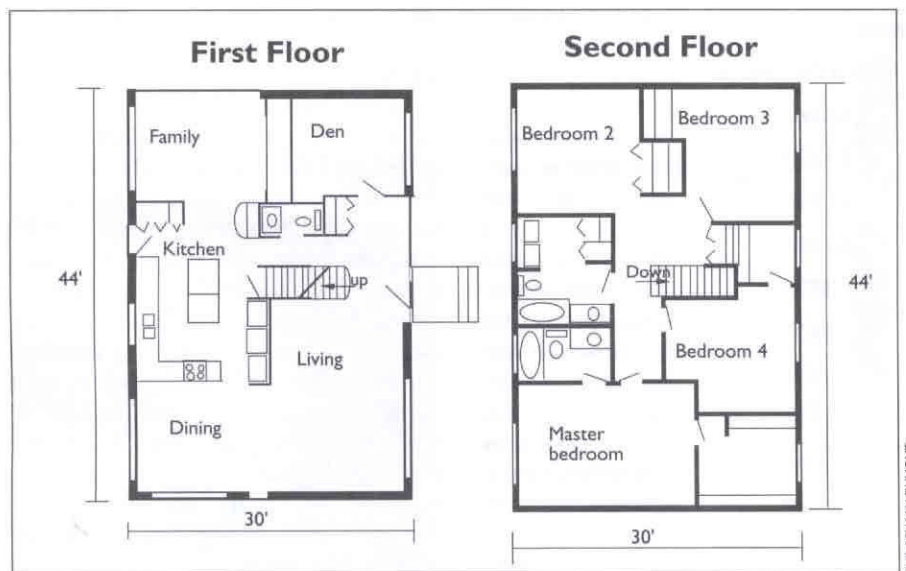 First Floor
Family
Den
Kitchen
up
Living
Dining
44'
30'
Second Floor
Bedroom 2
Bedroom 3
Down
Bedroom 4
Master
bedroom
44'
30'